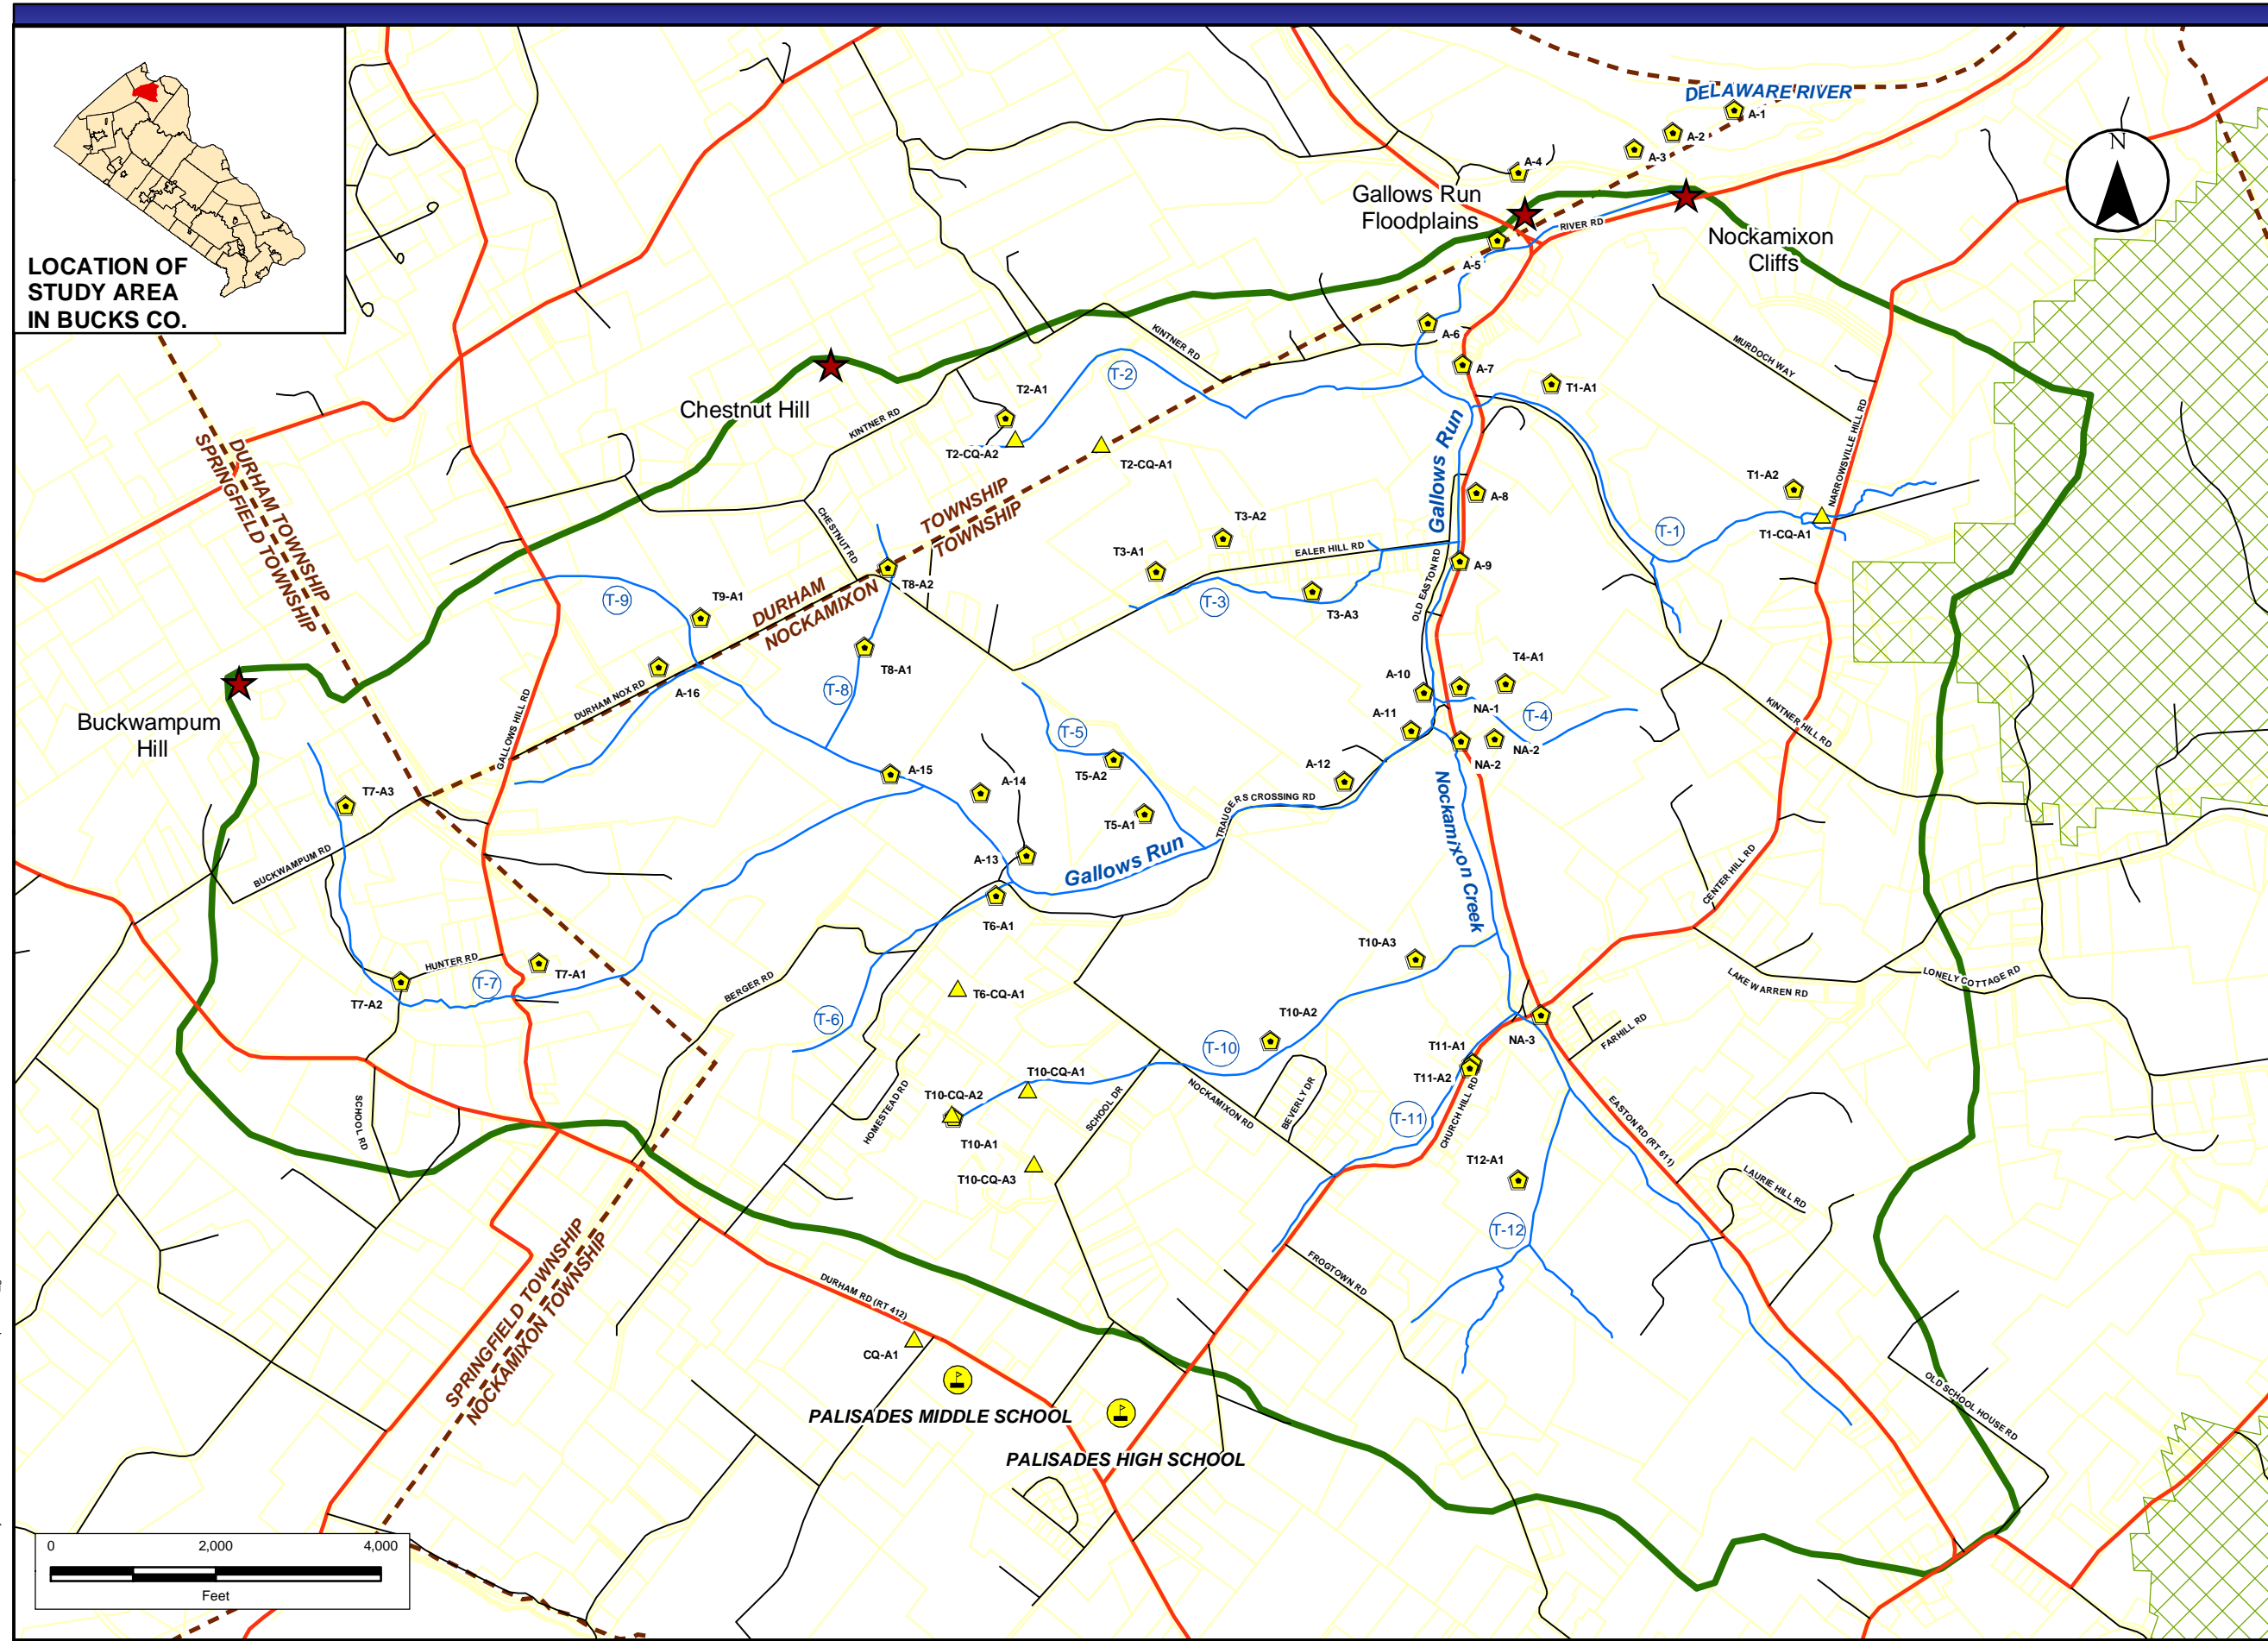 LOCATION OF
STUDY AREA
IN BUCKS CO.
N
DELAWARE RIVER
A-1
A-2
A-3
A-4
Gallows Run
Floodplains
RIVER RD
Nockamixon
Cliffs
A-5
A-6
A-7
T1-A1
MURDOCH WAY
NARROWSVILLE HILL RD
KINTNER RD
T-2
T2-A1
Chestnut Hill
KINTNER RD
T2-CQ-A2
T2-CQ-A1
Gallows Run
A-8
T1-A2
T-1
T1-CQ-A1
DURHAM TOWNSHIP
SPRINGFIELD TOWNSHIP
CHESTNUT RD
TOWNSHIP
TOWNSHIP
T3-A2
T3-A1
EALER HILL RD
OLD EASTON RD
A-9
T8-A2
T-9
T9-A1
DURHAM
NOCKAMIXON
T-3
T3-A3
T8-A1
T4-A1
A-10
A-16
T-8
DURHAM NOX RD
NA-1
T-4
A-11
KINTNER HILL RD
Buckwampum
Hill
GALLOWS HILL RD
T-5
NA-2
NA-2
T5-A2
A-12
A-15
A-14
T7-A3
TRAUGERS CROSSING RD
T5-A1
Nockamixon Creek
A-13
Gallows Run
BUCKWAMPUM RD
CENTER HILL RD
T6-A1
T10-A3
HUNTER RD
T7-A1
T-7
T7-A2
BERGER RD
T6-CQ-A1
LAKE WARREN RD
LONELY COTTAGE RD
T-6
T10-A2
T-10
T11-A1
NA-3
FARHILL RD
T10-CQ-A1
T11-A2
T10-CQ-A2
NOCKAMIXON RD
BEVERLY DR
SCHOOL RD
HOMESTEAD RD
SCHOOL DR
T-11
CHURCH HILL RD
EASTON RD (RT 611)
T10-A1
T12-A1
T10-CQ-A3
LAURIE HILL RD
T-12
SPRINGFIELD TOWNSHIP
NOCKAMIXON TOWNSHIP
FROGTOWN RD
DURHAM RD (RT 412)
CQ-A1
OLD SCHOOL HOUSE RD
PALISADES MIDDLE SCHOOL
PALISADES HIGH SCHOOL
0 2,000 4,000
Feet